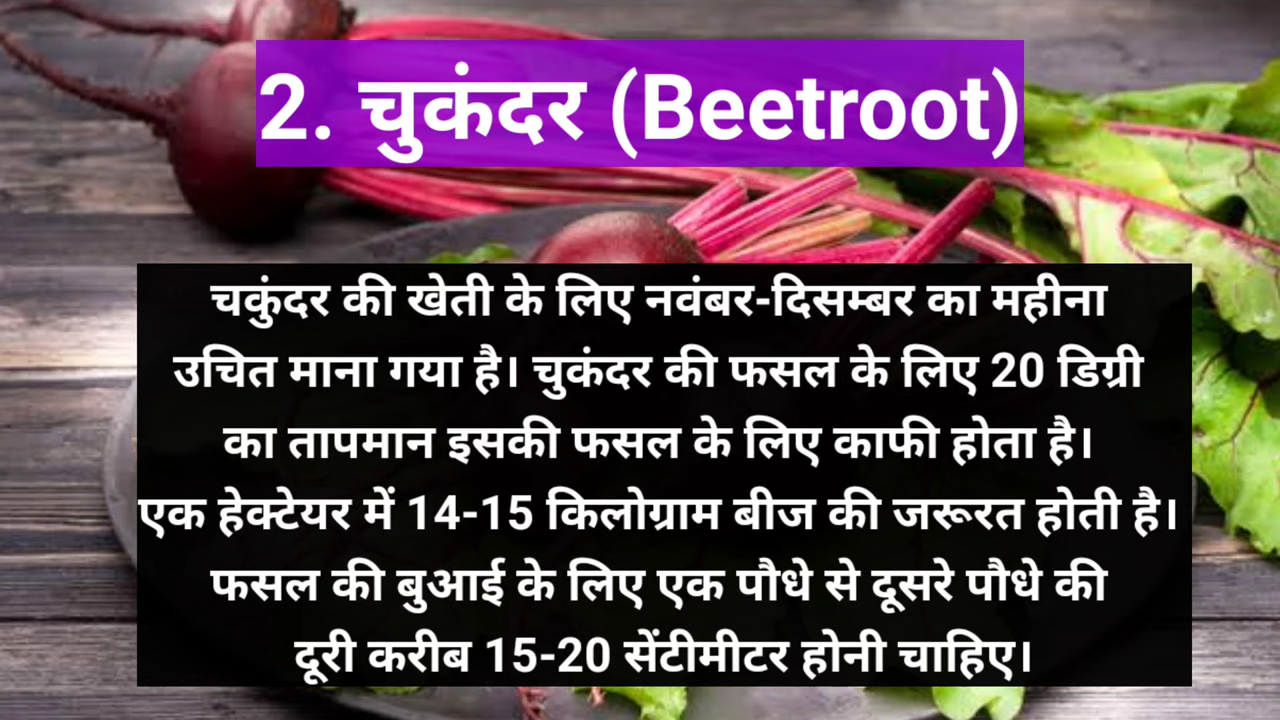 2. चुकंदर (Beetroot)
चकुंदर की खेती के लिए नवंबर-दिसम्बर का महीना
उचित माना गया है। चुकंदर की फसल के लिए 20 डिग्री
का तापमान इसकी फसल के लिए काफी होता है।
एक हेक्टेयर में 14-15 किलोग्राम बीज की जरूरत होती है।
फसल की बुआई के लिए एक पौधे से दूसरे पौधे की
दूरी करीब 15-20 सेंटीमीटर होनी चाहिए।